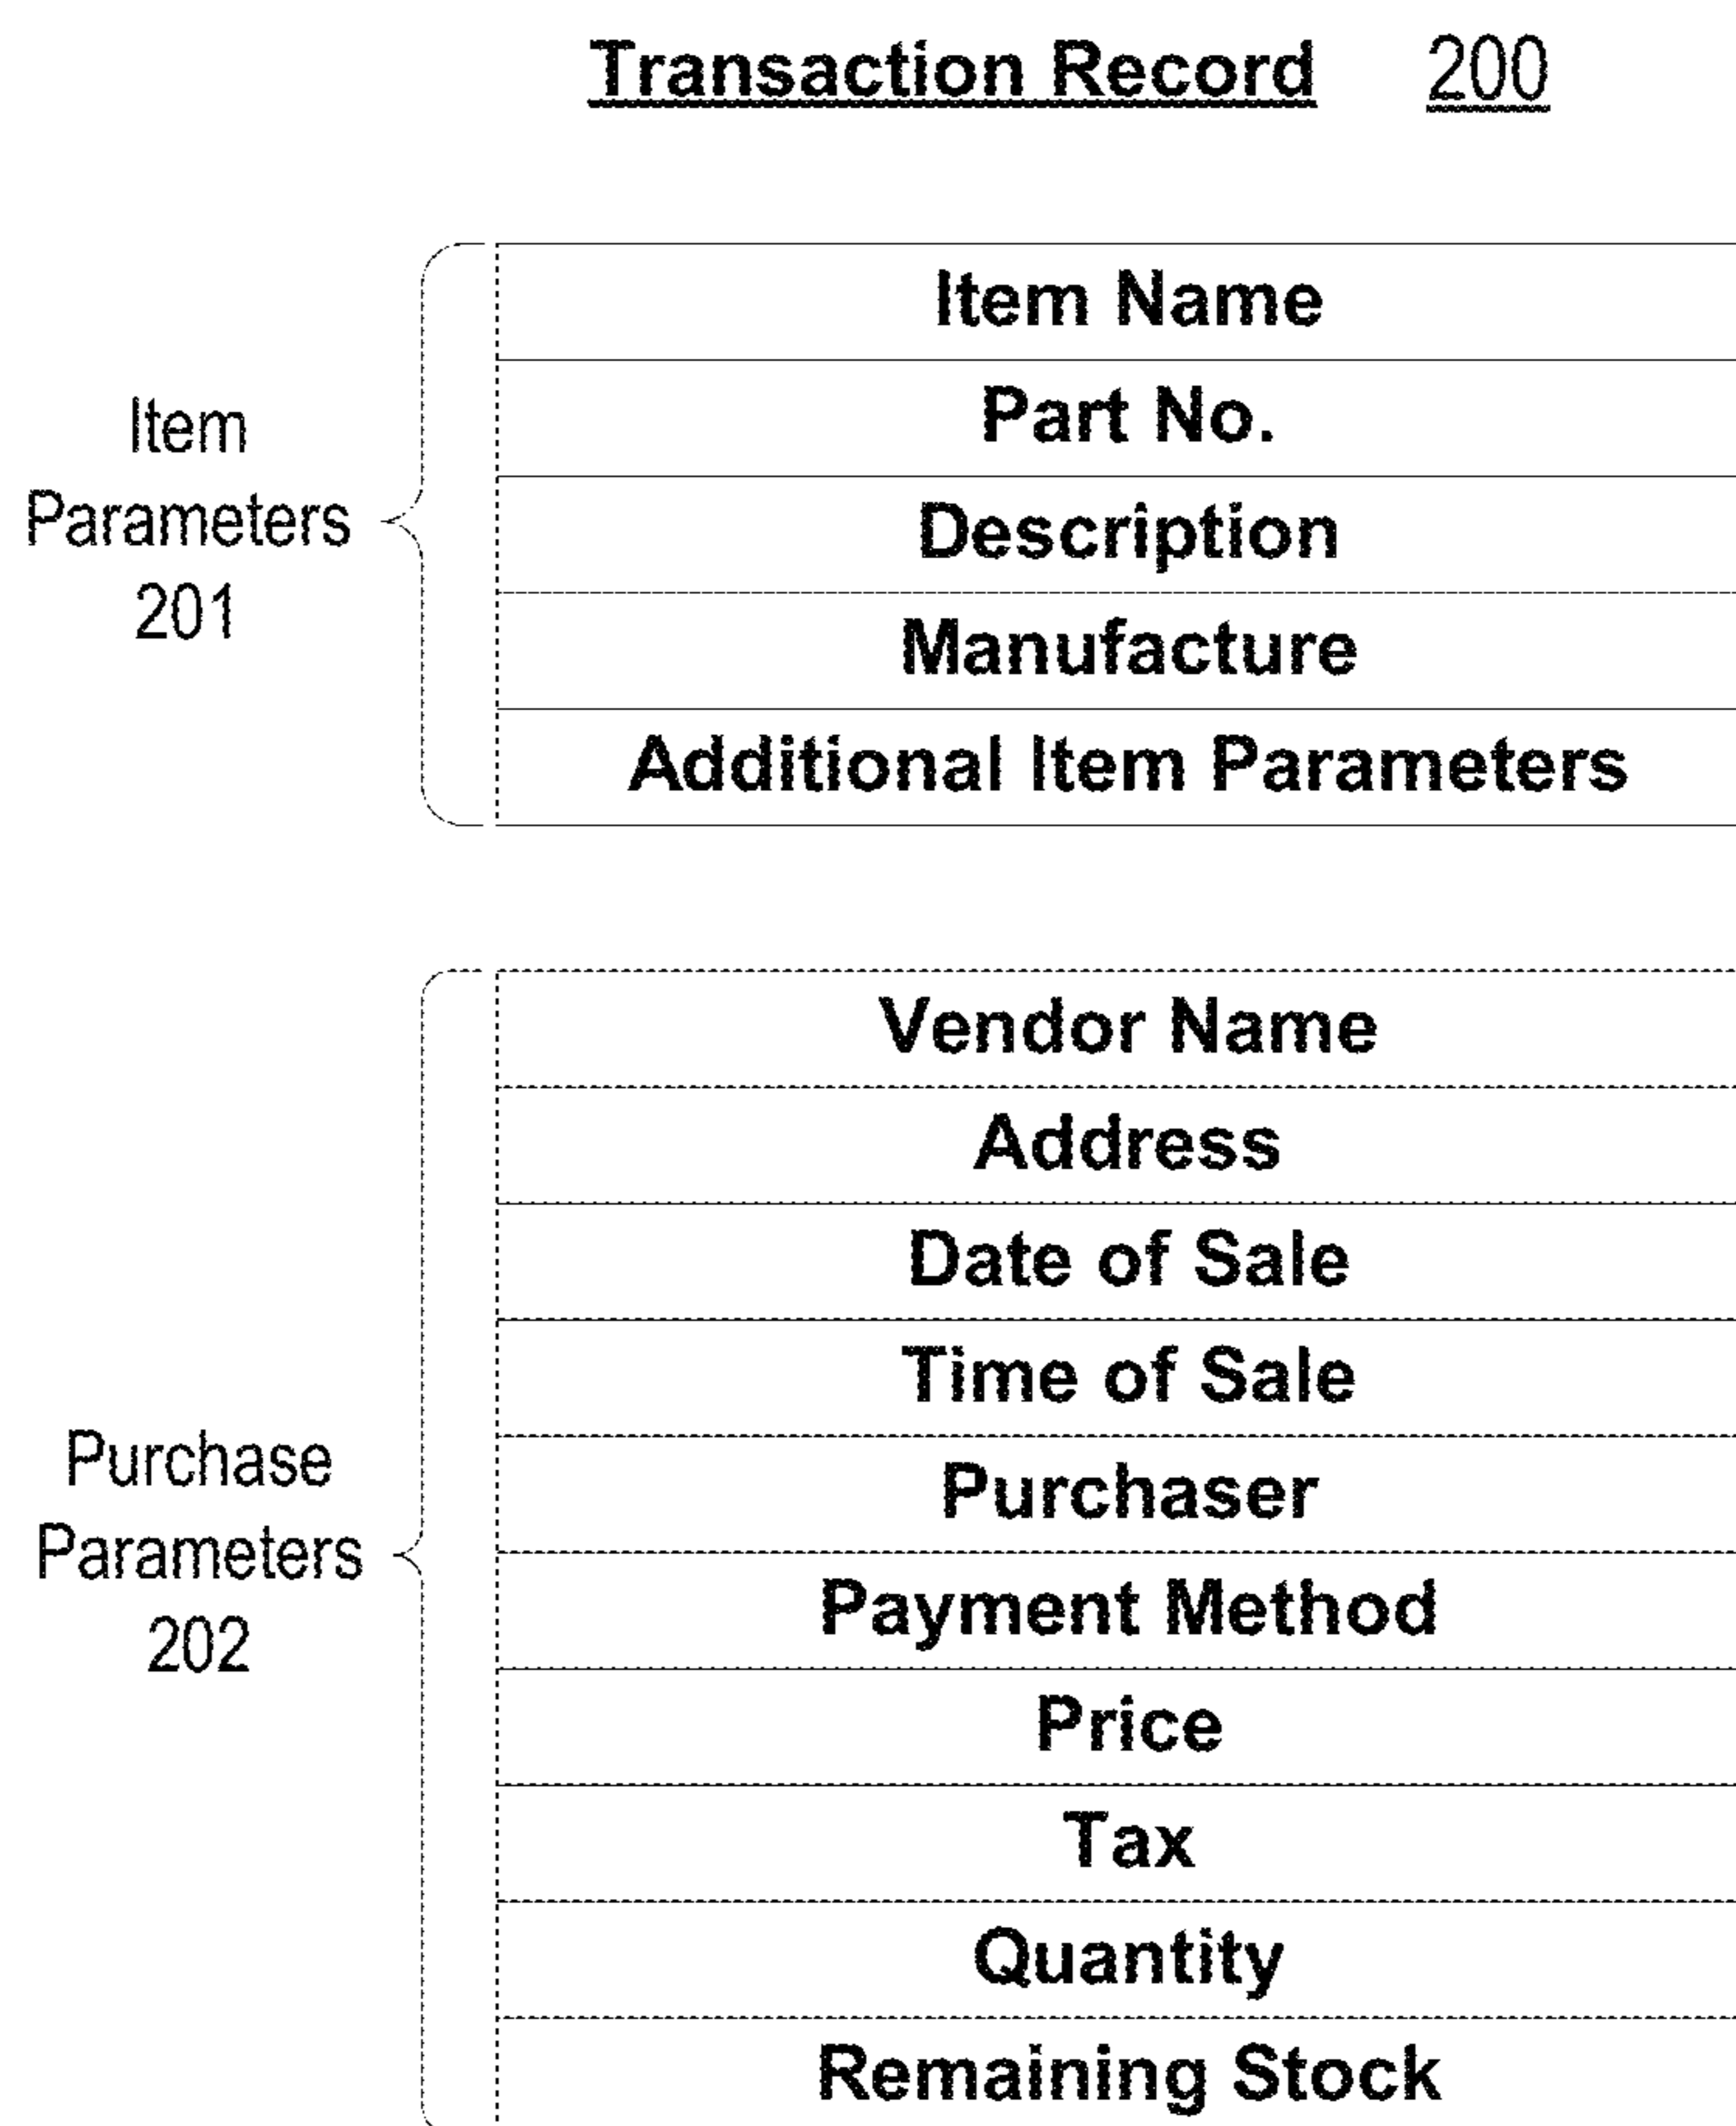 Transaction Record 200
Item Name
Part No.
Description
Manufacture
Additional Item Parameters
Item
Parameters
201
Vendor Name
Address
Date of Sale
Time of Sale
Purchaser
Payment Method
Price
Tax
Quantity
Remaining Stock
Purchase
Parameters
202